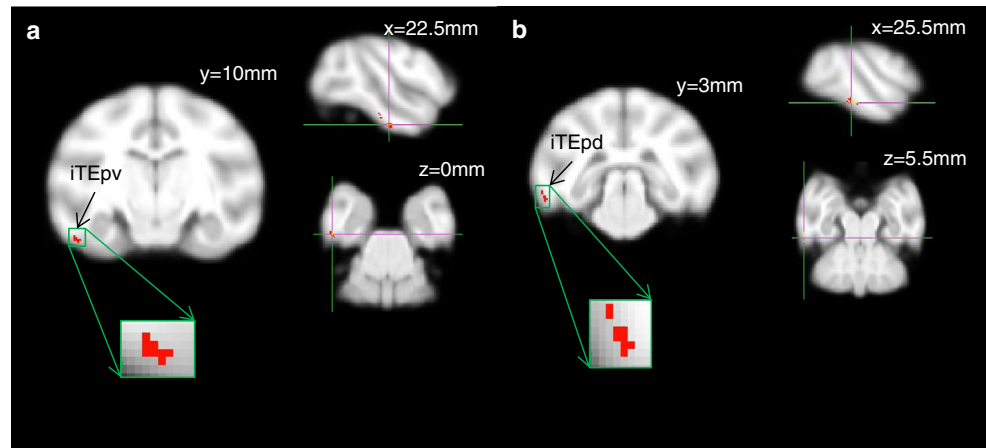 a
x=22.5mm
y=10mm
iTEpv
z=0mm
b
x=25.5mm
y=3mm
iTEpd
z=5.5mm